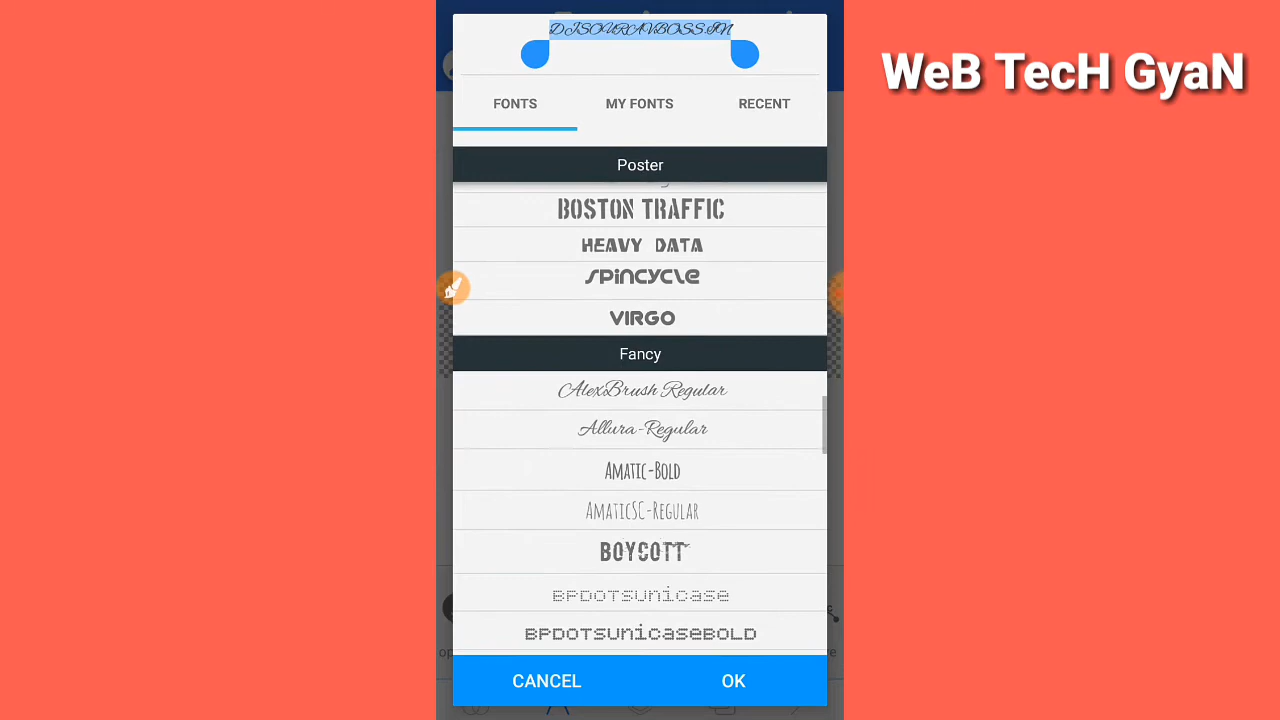 DJSOURAVBOSS.IN
WeB TecH GyaN
FONTS MY FONTS RECENT
Poster
BOSTON TRAFFIC
HEAVY DATA
SPiNCYCLe
VIRGO
Fancy
AlexBrush Regular
Allura-Regular
Amatic-Bold
AmaticSC-Regular
BOYCOTT
BPDOTSUNiCASE
BPDOTSUNiCASEBOLD
CANCEL OK